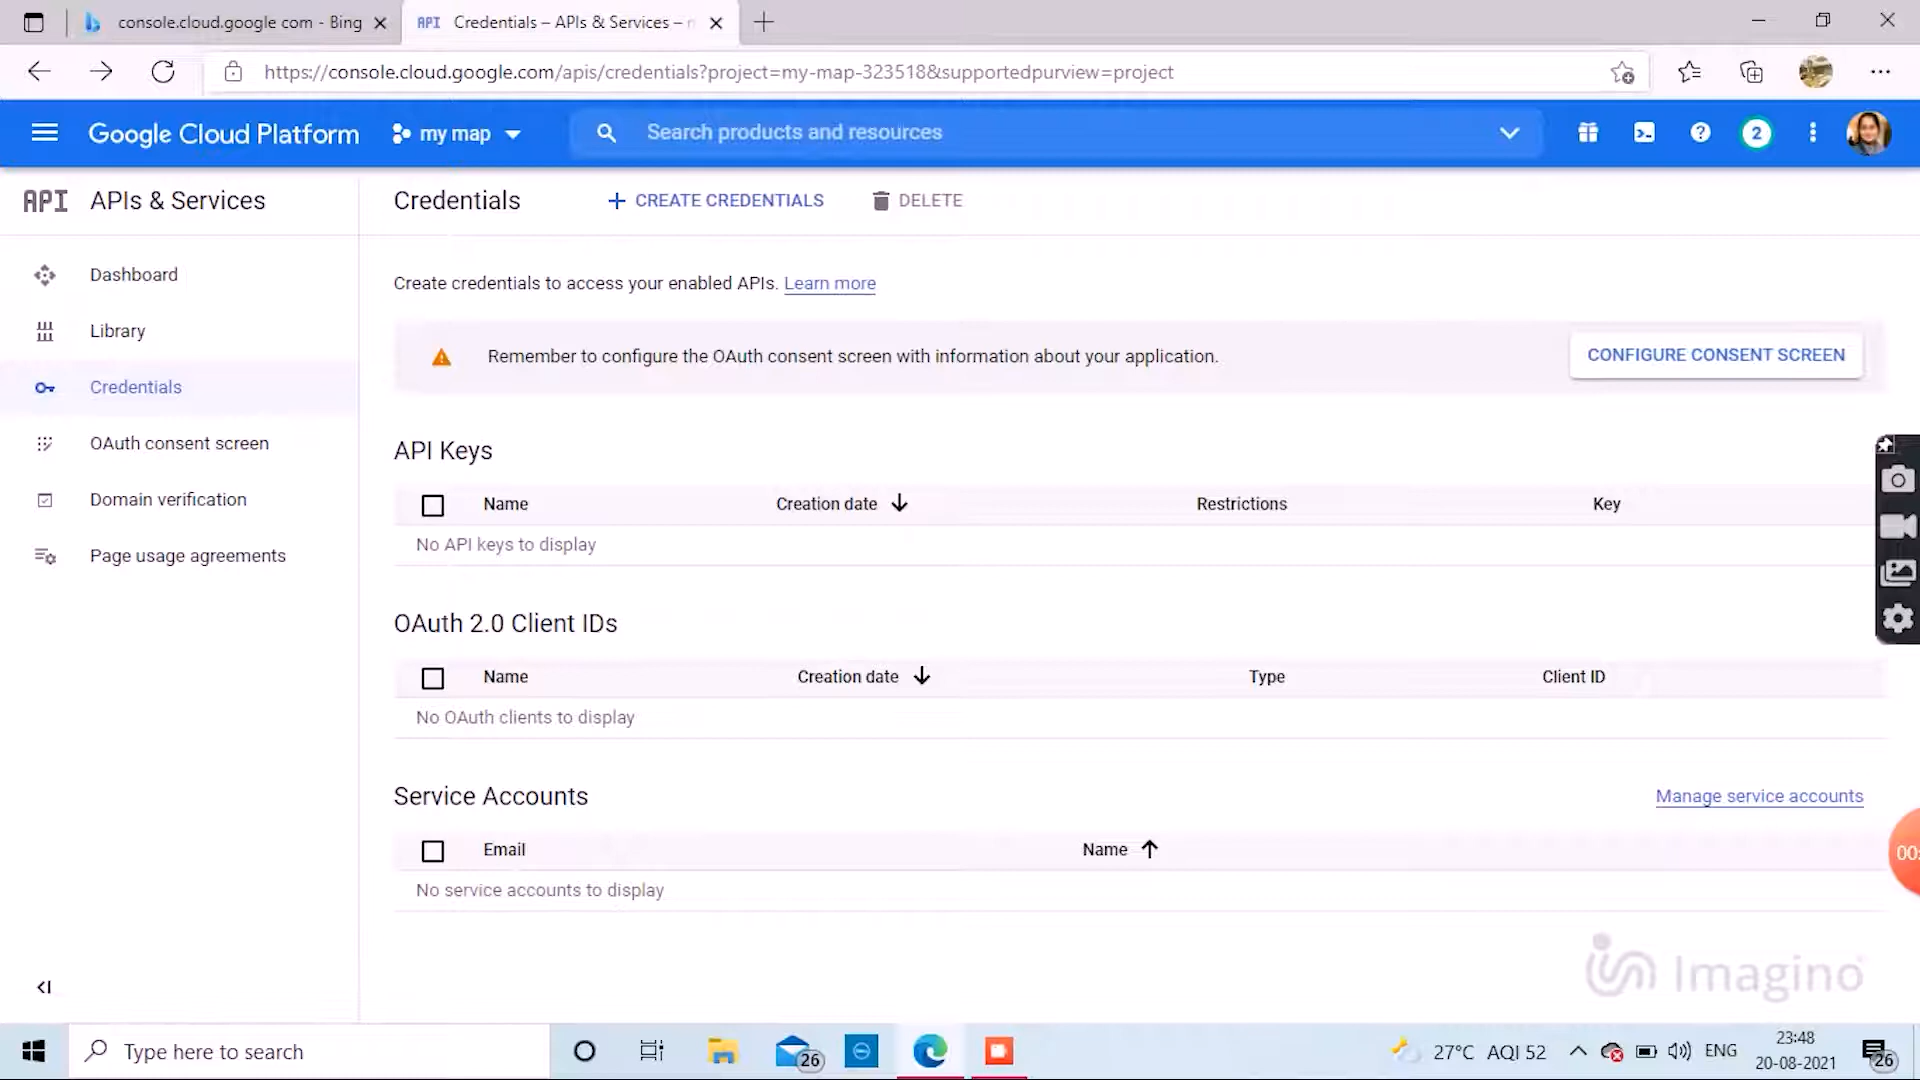 console.cloud.google com - Bing
API Credentials – APIs & Services –
https://console.cloud.google.com/apis/credentials?project=my-map-323518&supportedpurview=project
Google Cloud Platform
my map
Search products and resources
2
API APIs & Services
Credentials
CREATE CREDENTIALS
DELETE
Dashboard
Library
Credentials
OAuth consent screen
Domain verification
Page usage agreements
Create credentials to access your enabled APIs. Learn more
Remember to configure the OAuth consent screen with information about your application.
CONFIGURE CONSENT SCREEN
API Keys
Name Creation date Restrictions Key
No API keys to display
OAuth 2.0 Client IDs
Name Creation date Type Client ID
No OAuth clients to display
Service Accounts
Manage service accounts
Email Name
No service accounts to display
00:
Imagino
Type here to search
26
27°C AQI 52
ENG
23:48
20-08-2021
26